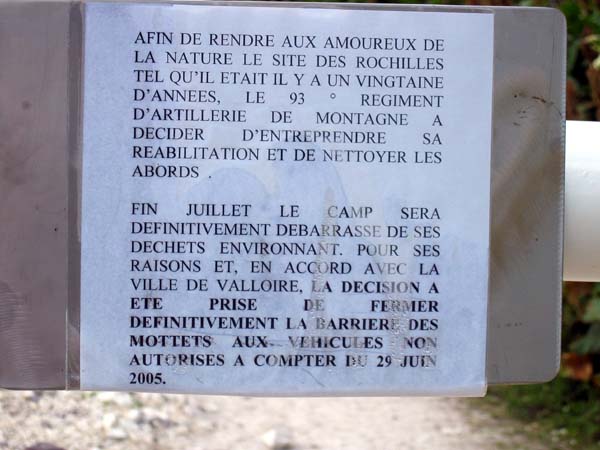 AFIN DE RENDRE AUX AMOUREUX DE
LA NATURE LE SITE DES ROCHILLES
TEL QU'IL ETAIT IL Y A UN VINGTAINE
D'ANNEES, LE 93 ° REGIMENT
D'ARTILLERIE DE MONTAGNE A
DECIDER D'ENTREPRENDRE SA
REABILITATION ET DE NETTOYER LES
ABORDS .
FIN JUILLET LE CAMP SERA
DEFINITIVEMENT DEBARRASSE DE SES
DECHETS ENVIRONNANT. POUR SES
RAISONS ET, EN ACCORD AVEC LA
VILLE DE VALLOIRE, LA DECISION A
ETE PRISE DE FERMER
DEFINITIVEMENT LA BARRIERE DES
MOTTETS AUX VEHICULES NON
AUTORISES A COMPTER DU 29 JUIN
2005.